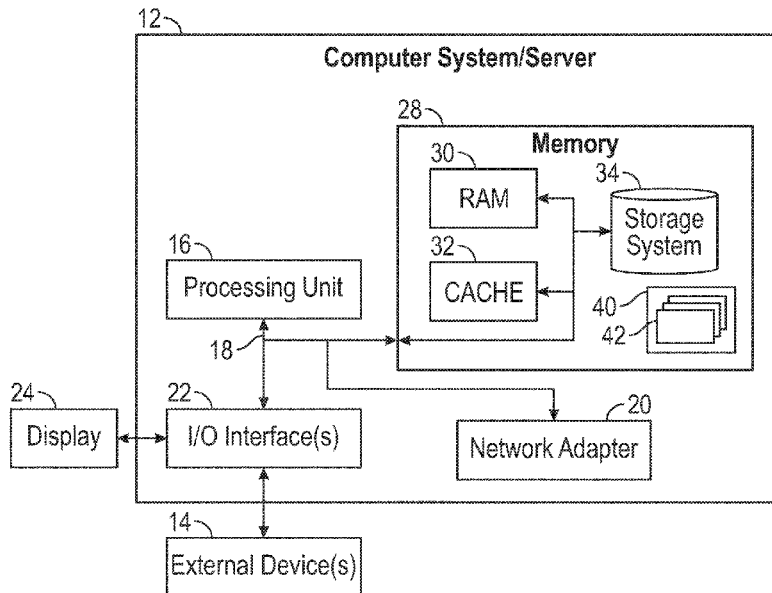 12
Computer System/Server
28
Memory
30
RAM
34
Storage
System
16
Processing Unit
32
CACHE
40
42
18
24
Display
22
I/O Interface(s)
20
Network Adapter
14
External Device(s)